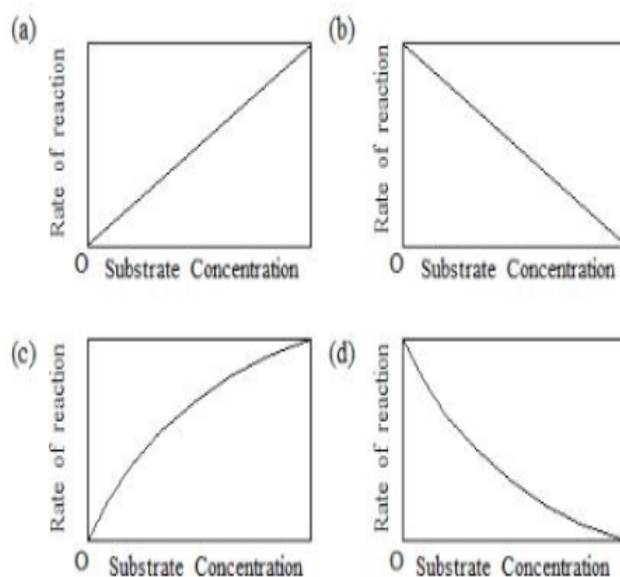 (a)
Rate of reaction
O Substrate Concentration
(b)
Rate of reaction
O Substrate Concentration
(c)
Rate of reaction
O Substrate Concentration
(d)
Rate of reaction
O Substrate Concentration